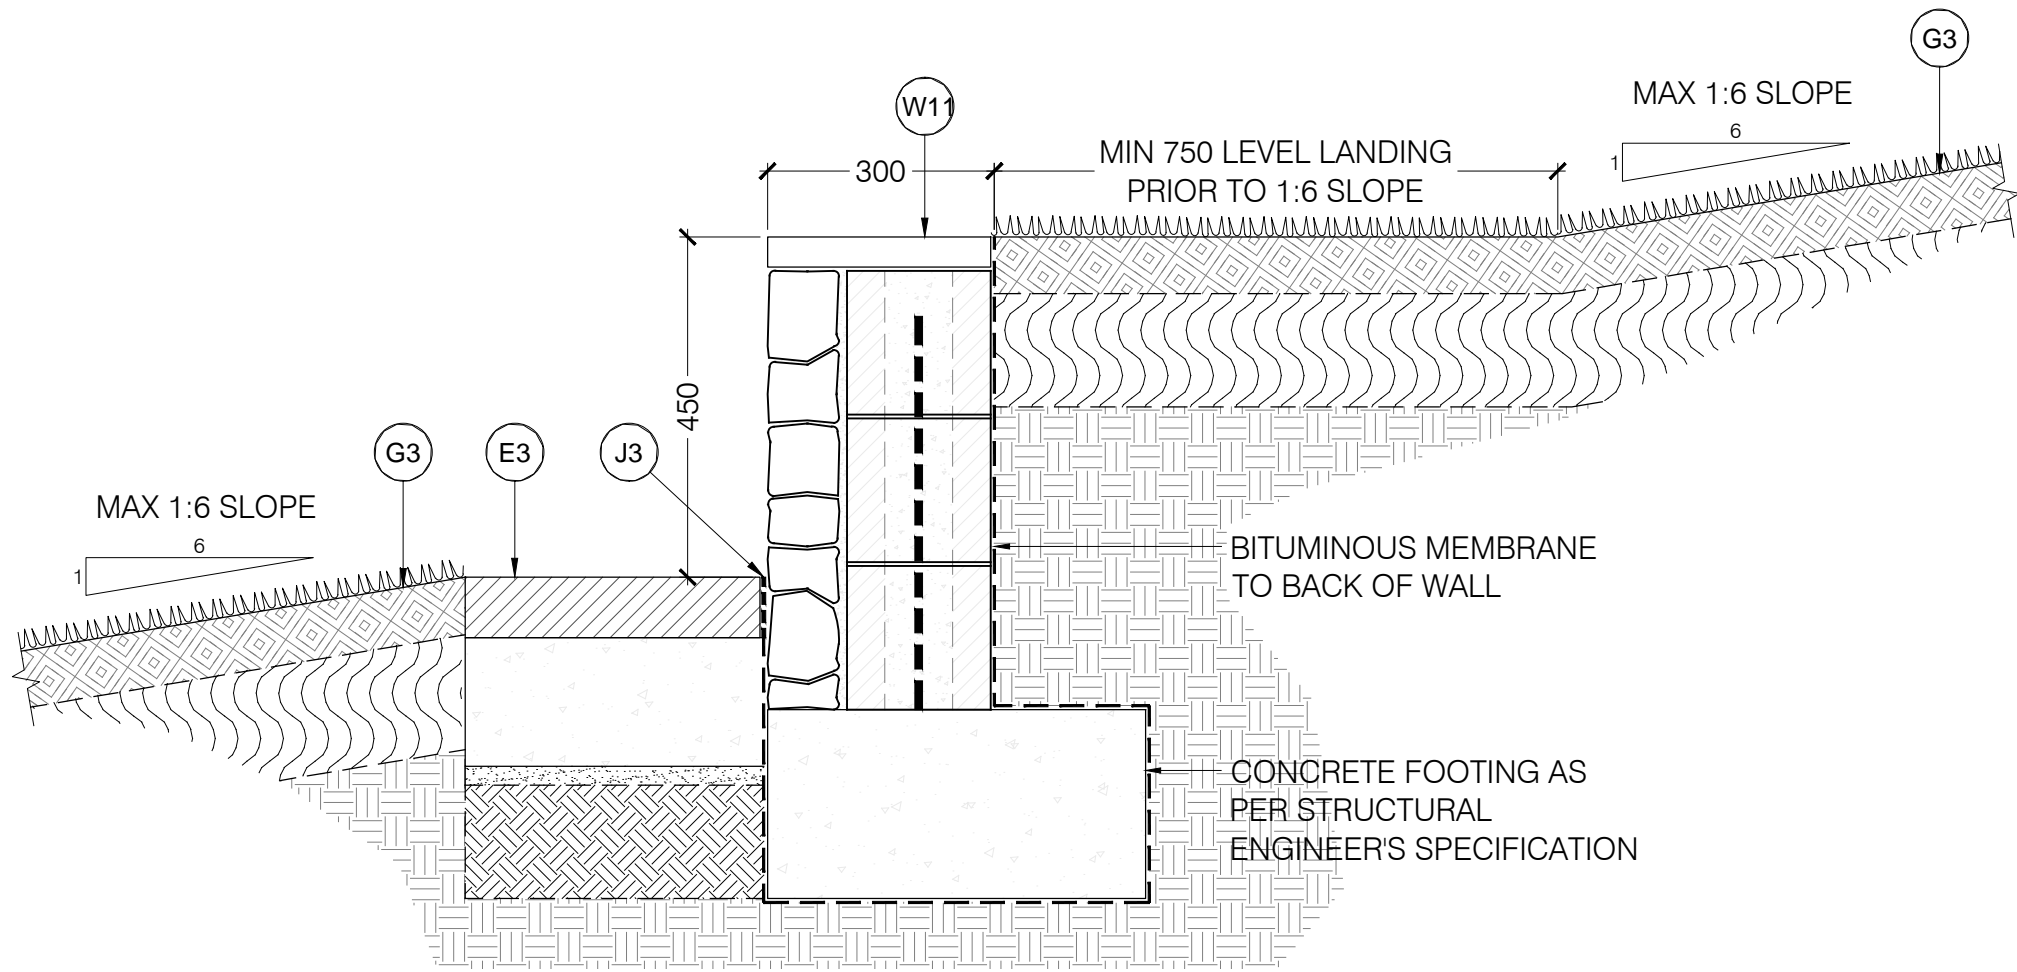 G3
MAX 1:6 SLOPE
6
1
W11
300
MIN 750 LEVEL LANDING
PRIOR TO 1:6 SLOPE
450
G3
E3
J3
MAX 1:6 SLOPE
6
1
BITUMINOUS MEMBRANE
TO BACK OF WALL
CONCRETE FOOTING AS
PER STRUCTURAL
ENGINEER'S SPECIFICATION